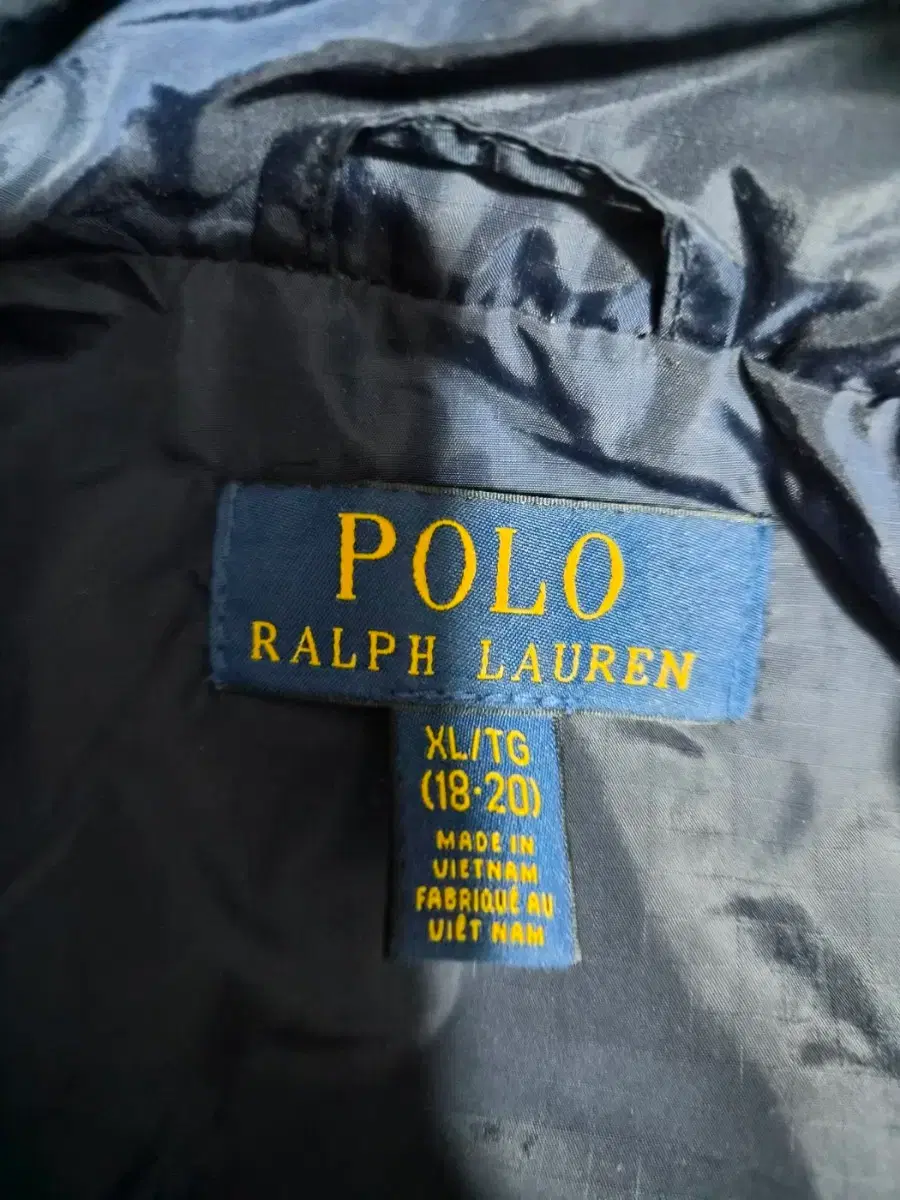 POLO
RALPH LAUREN
XL/TG
(18-20)
MADE IN
VIETNAM
FABRIQUÉ AU
VIÊT NAM